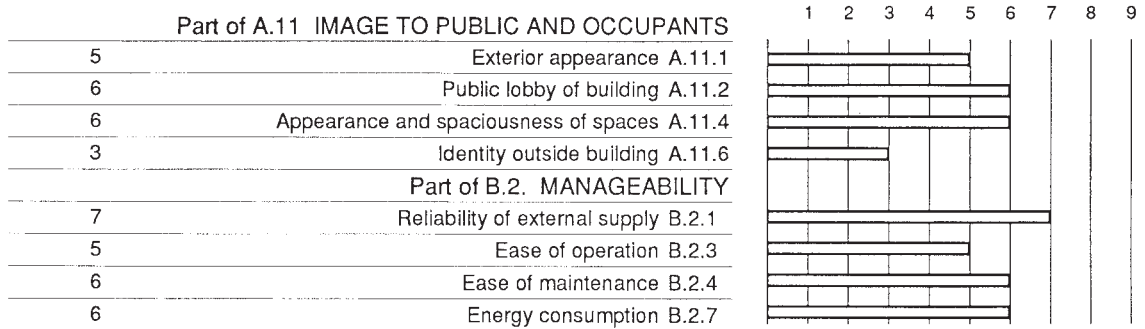 1 2 3 4 5 6 7 8 9
Part of A.11 IMAGE TO PUBLIC AND OCCUPANTS
5 Exterior appearance A.11.1
6 Public lobby of building A.11.2
6 Appearance and spaciousness of spaces A.11.4
3 Identity outside building A.11.6
Part of B.2. MANAGEABILITY
7 Reliability of external supply B.2.1
5 Ease of operation B.2.3
6 Ease of maintenance B.2.4
6 Energy consumption B.2.7